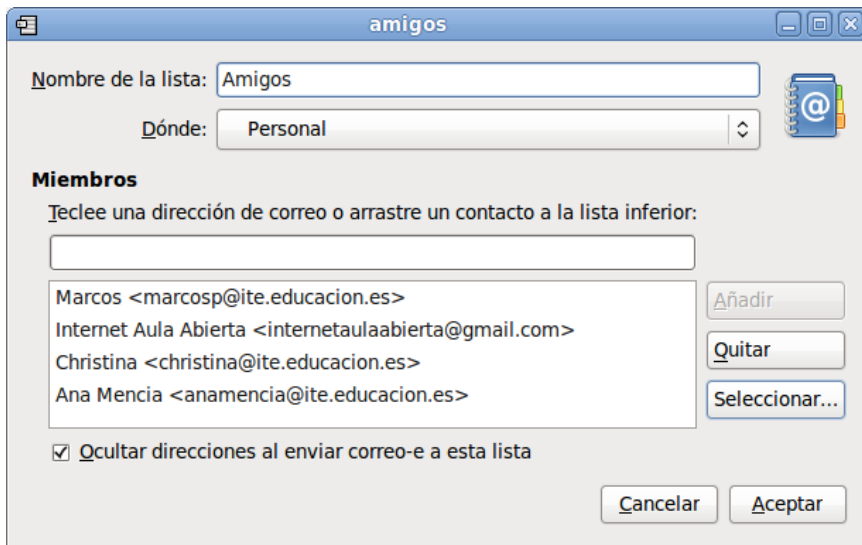 amigos
Nombre de la lista: Amigos
Dónde: Personal
Miembros
Teclee una dirección de correo o arrastre un contacto a la lista inferior:
Marcos <marcosp@ite.educacion.es>
Añadir
Internet Aula Abierta <internetaulaabierta@gmail.com>
Quitar
Christina <christina@ite.educacion.es>
Ana Mencia <anamencia@ite.educacion.es>
Seleccionar...
Ocultar direcciones al enviar correo-e a esta lista
Cancelar Aceptar